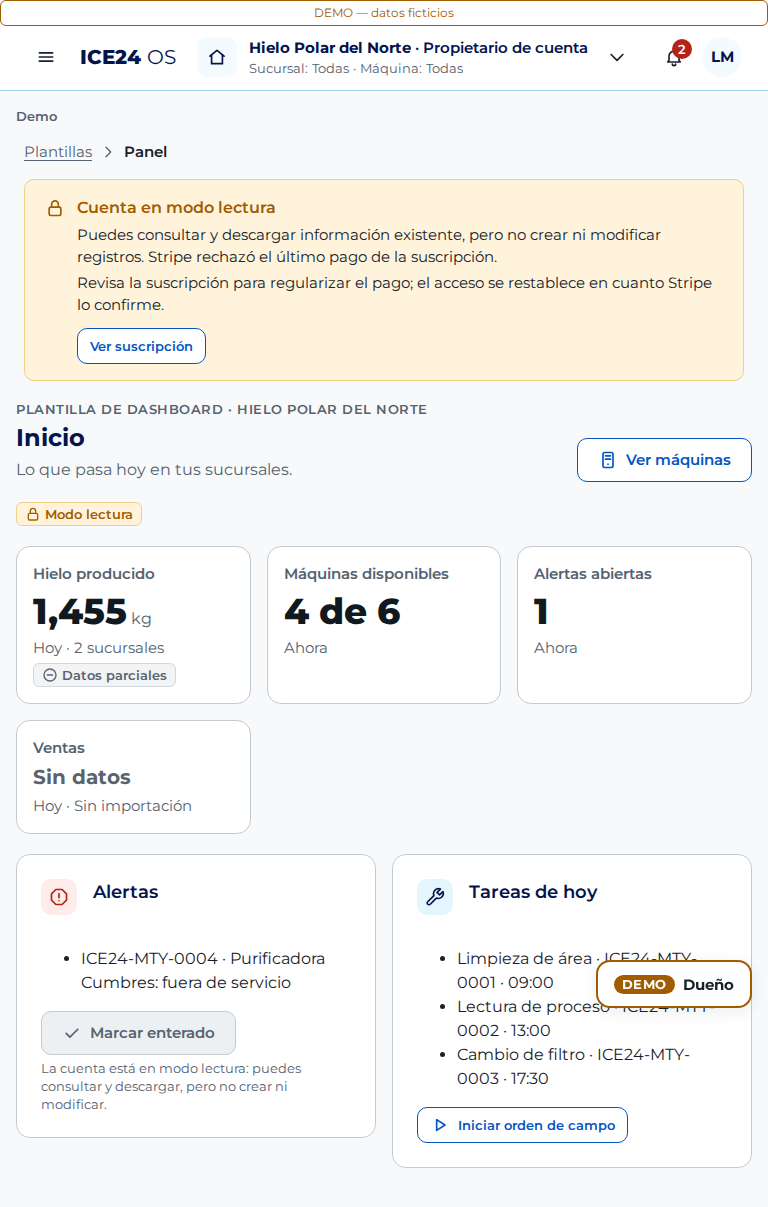 DEMO — datos ficticios
ICE24 OS
Hielo Polar del Norte · Propietario de cuenta
Sucursal: Todas · Máquina: Todas
2
LM
Demo
Plantillas > Panel
Cuenta en modo lectura
Puedes consultar y descargar información existente, pero no crear ni modificar
registros. Stripe rechazó el último pago de la suscripción.
Revisa la suscripción para regularizar el pago; el acceso se restablece en cuanto Stripe
lo confirme.
Ver suscripción
PLANTILLA DE DASHBOARD · HIELO POLAR DEL NORTE
Inicio
Lo que pasa hoy en tus sucursales.
Ver máquinas
Modo lectura
Hielo producido
1,455 kg
Hoy · 2 sucursales
Datos parciales
Máquinas disponibles
4 de 6
Ahora
Alertas abiertas
1
Ahora
Ventas
Sin datos
Hoy · Sin importación
Alertas
• ICE24-MTY-0004 · Purificadora
Cumbres: fuera de servicio
Marcar enterado
La cuenta está en modo lectura: puedes
consultar y descargar, pero no crear ni
modificar.
Tareas de hoy
• Limpieza de área · ICE24-MTY-
0001 · 09:00
• Lectura de proceso · ICE24-MTY-
0002 · 13:00
• Cambio de filtro · ICE24-MTY-
0003 · 17:30
DEMO Dueño
Iniciar orden de campo